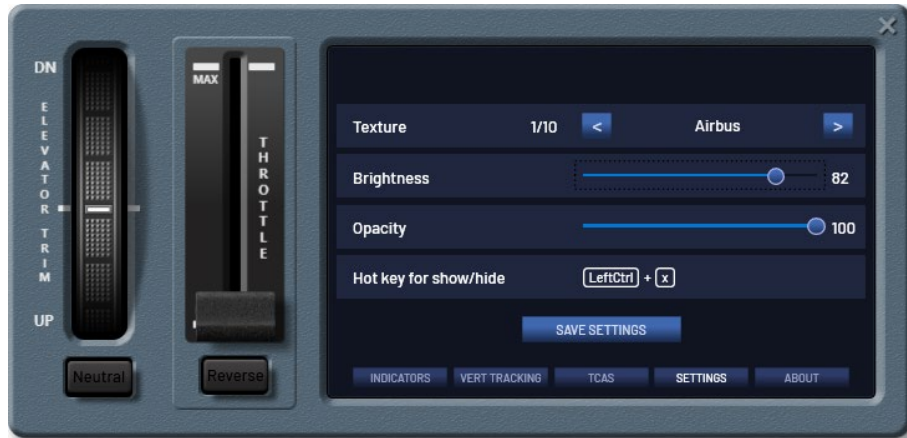 DN
ELEVATOR TRIM
UP
Neutral
MAX
THROTTLE
Reverse
Texture 1/10 < Airbus >
Brightness 82
Opacity 100
Hot key for show/hide LeftCtrl + x
SAVE SETTINGS
INDICATORS VERT TRACKING TCAS SETTINGS ABOUT